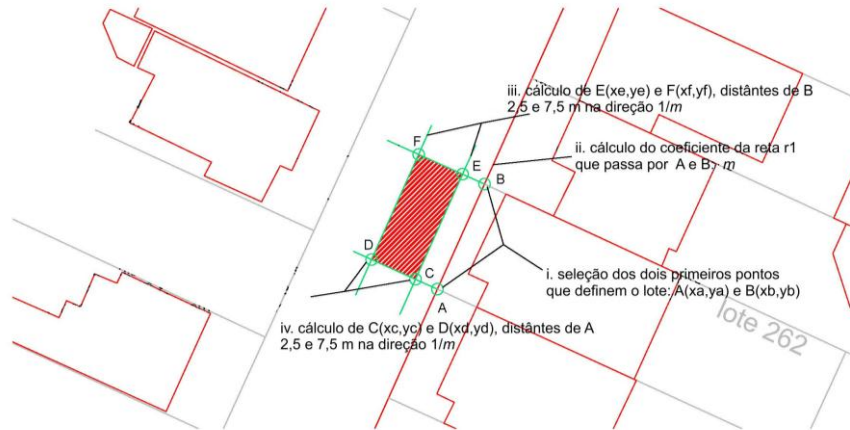 iii. cálculo de E(xe,ye) e F(xf,yf), distântes de B
2,5 e 7,5 m na direção 1/m
F
ii. cálculo do coeficiente da reta r1
que passa por A e B: m
E
B
D
C
i. seleção dos dois primeiros pontos
que definem o lote: A(xa,ya) e B(xb,yb)
A
lote 262
iv. cálculo de C(xc,yc) e D(xd,yd), distântes de A
2,5 e 7,5 m na direção 1/m